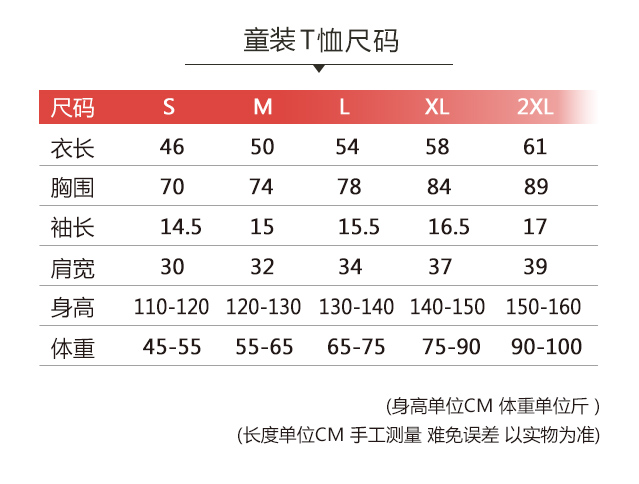 童装T恤尺码
尺码 S M L XL 2XL
衣长 46 50 54 58 61
胸围 70 74 78 84 89
袖长 14.5 15 15.5 16.5 17
肩宽 30 32 34 37 39
身高 110-120 120-130 130-140 140-150 150-160
体重 45-55 55-65 65-75 75-90 90-100
(身高单位CM 体重单位斤 )
(长度单位CM 手工测量 难免误差 以实物为准)